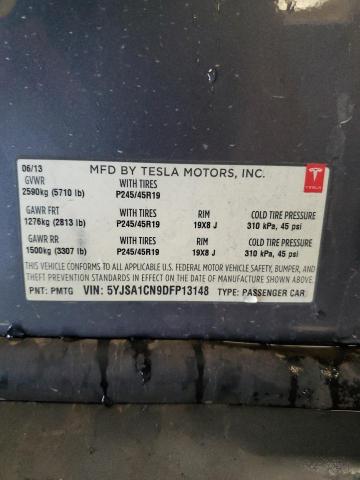 06/13 MFD BY TESLA MOTORS, INC.
GVWR WITH TIRES
2590kg (5710 lb) P245/45R19
TESLA
GAWR FRT WITH TIRES RIM COLD TIRE PRESSURE
1276kg (2813 lb) P245/45R19 19X8 J 310 kPa, 45 psi
GAWR RR WITH TIRES RIM COLD TIRE PRESSURE
1500kg (3307 lb) P245/45R19 19X8 J 310 kPa, 45 psi
THIS VEHICLE CONFORMS TO ALL APPLICABLE U.S. FEDERAL MOTOR VEHICLE SAFETY, BUMPER, AND
THEFT PREVENTION STANDARDS IN EFFECT ON THE DATE OF MANUFACTURE SHOWN ABOVE.
PNT: PMTG VIN: 5YJSA1CN9DFP13148 TYPE: PASSENGER CAR